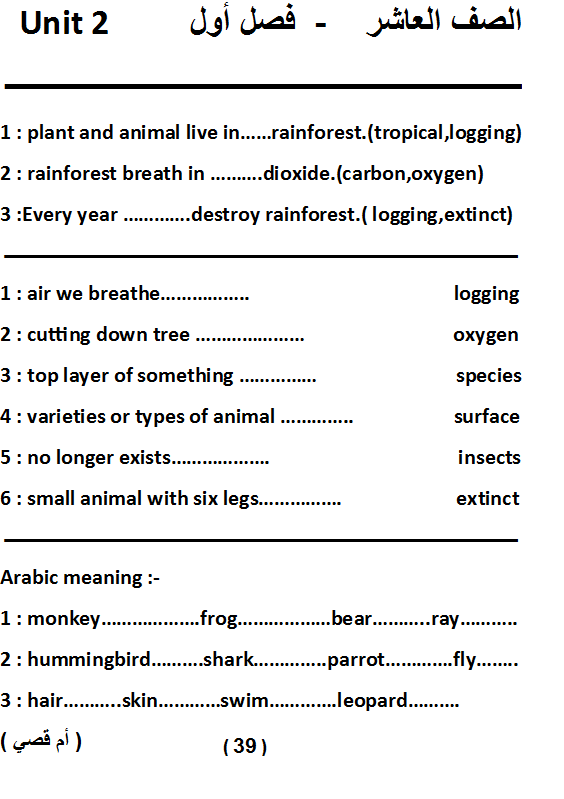 Unit 2 الصف العاشر - فصل أول
1 : plant and animal live in......rainforest.(tropical,logging)
2 : rainforest breath in ..........dioxide.(carbon,oxygen)
3 :Every year .............destroy rainforest.( logging,extinct)
1 : air we breathe................. logging
2 : cutting down tree ..................... oxygen
3 : top layer of something ............... species
4 : varieties or types of animal .............. surface
5 : no longer exists................... insects
6 : small animal with six legs................ extinct
Arabic meaning :-
1 : monkey...................frog..................bear...........ray...........
2 : hummingbird..........shark..............parrot.............fly........
3 : hair...........skin............swim.............leopard..........
( أم قصي ) ( 39 )